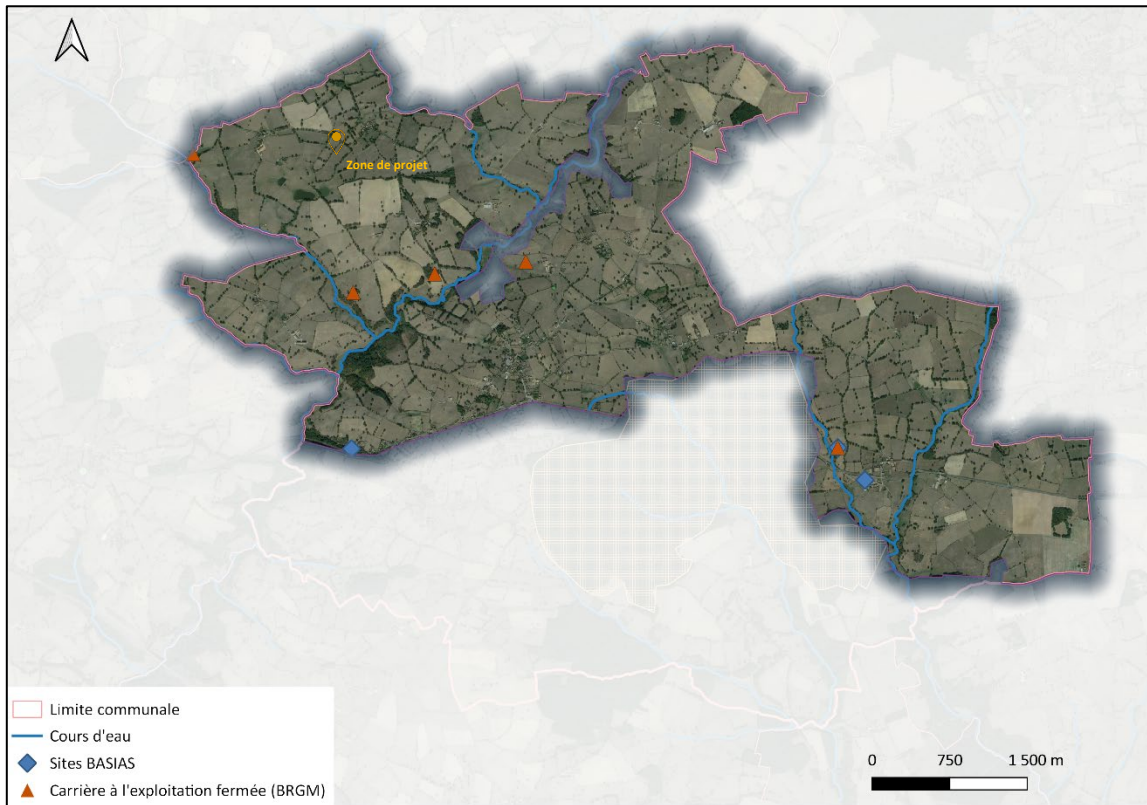 Zone de projet
Limite communale
Cours d'eau
Sites BASIAS
Carrière à l'exploitation fermée (BRGM)
0 750 1 500 m